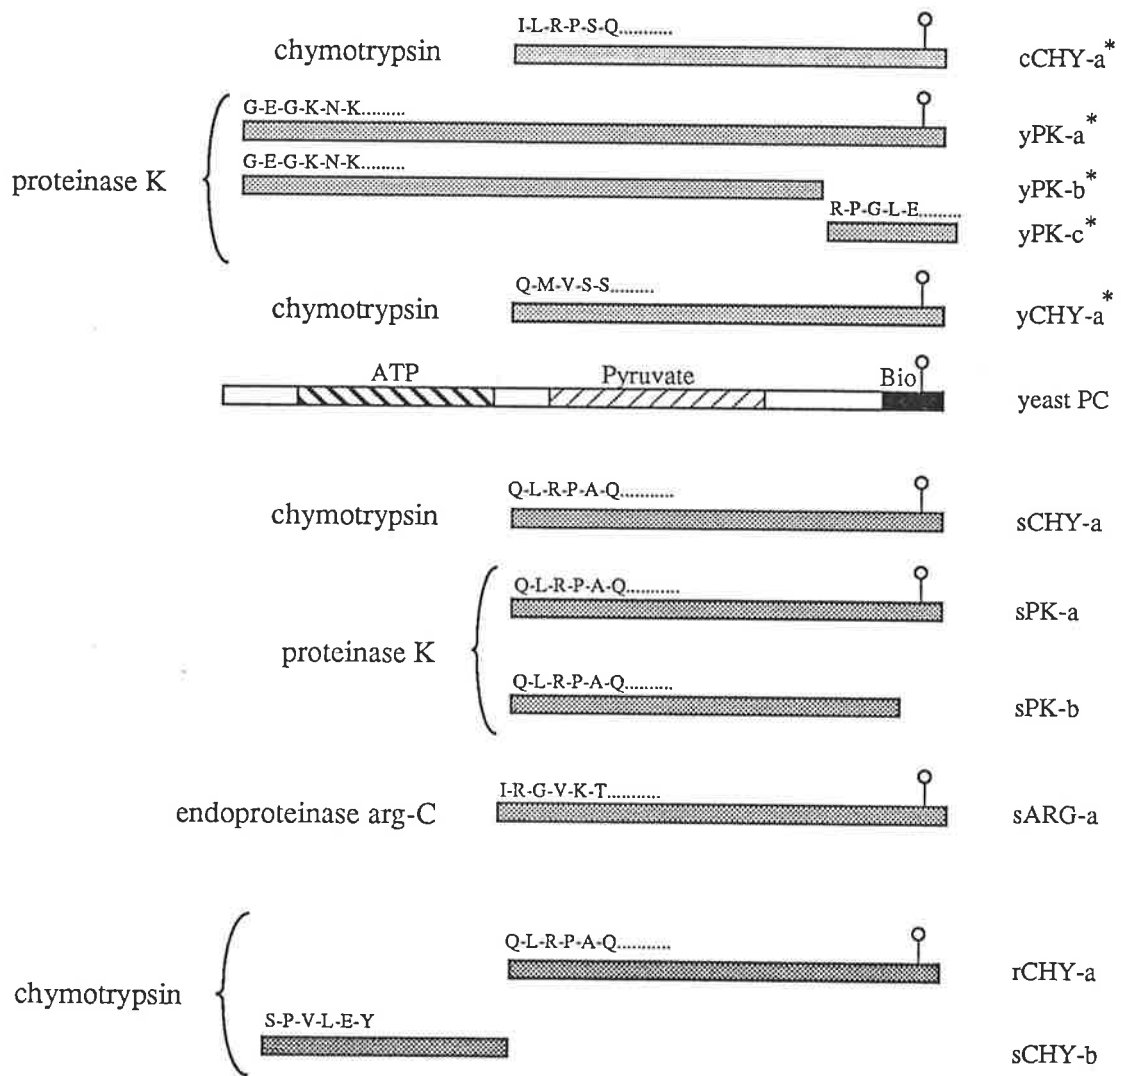 I-L-R-P-S-Q...........
chymotrypsin
cCHY-a*
G-E-G-K-N-K.........
yPK-a*
G-E-G-K-N-K.........
proteinase K
yPK-b*
R-P-G-L-E.........
yPK-c*
Q-M-V-S-S.........
chymotrypsin
yCHY-a*
ATP Pyruvate Bio
yeast PC
Q-L-R-P-A-Q...........
chymotrypsin
sCHY-a
Q-L-R-P-A-Q...........
sPK-a
proteinase K
Q-L-R-P-A-Q..........
sPK-b
I-R-G-V-K-T...........
endoproteinase arg-C
sARG-a
Q-L-R-P-A-Q...........
rCHY-a
chymotrypsin
S-P-V-L-E-Y
sCHY-b